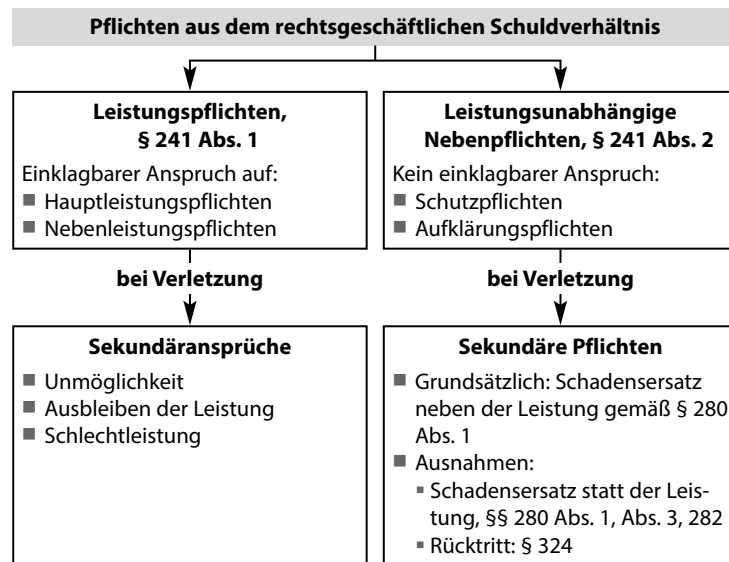 Pflichten aus dem rechtsgeschäftlichen Schuldverhältnis
Leistungspflichten,
§ 241 Abs. 1
Einklagbarer Anspruch auf:
Hauptleistungspflichten
Nebenleistungspflichten
Leistungsunabhängige
Nebenpflichten, § 241 Abs. 2
Kein einklagbarer Anspruch:
Schutzpflichten
Aufklärungspflichten
bei Verletzung
bei Verletzung
Sekundäransprüche
Unmöglichkeit
Ausbleiben der Leistung
Schlechtleistung
Sekundäre Pflichten
Grundsätzlich: Schadensersatz
neben der Leistung gemäß § 280
Abs. 1
Ausnahmen:
Schadensersatz statt der Leis-
tung, §§ 280 Abs. 1, Abs. 3, 282
Rücktritt: § 324